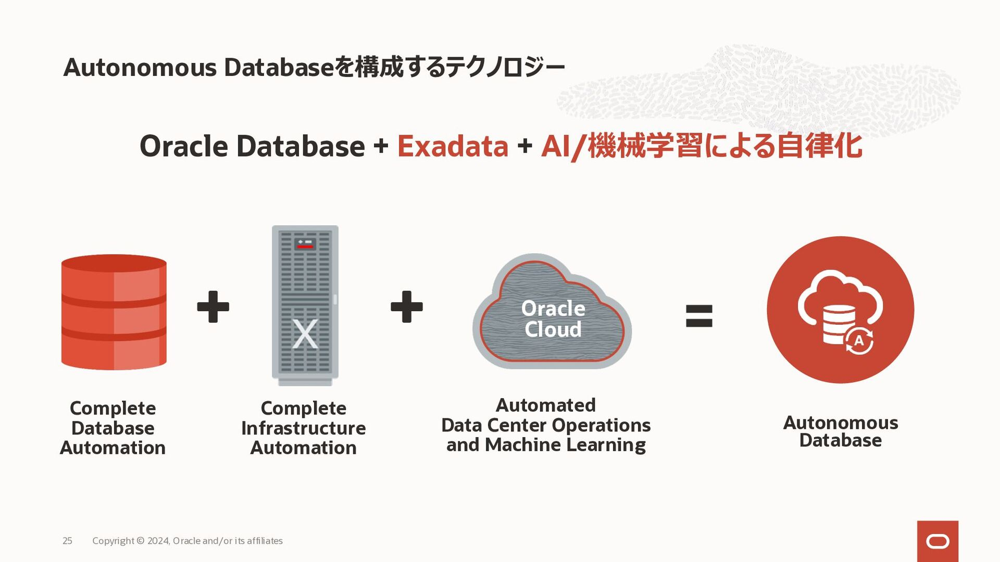 Autonomous Databaseを構成するテクノロジー
Oracle Database + Exadata + AI/機械学習による自律化
X
Oracle
Cloud
A
Complete
Database
Automation
Complete
Infrastructure
Automation
Automated
Data Center Operations
and Machine Learning
Autonomous
Database
25 Copyright © 2024, Oracle and/or its affiliates